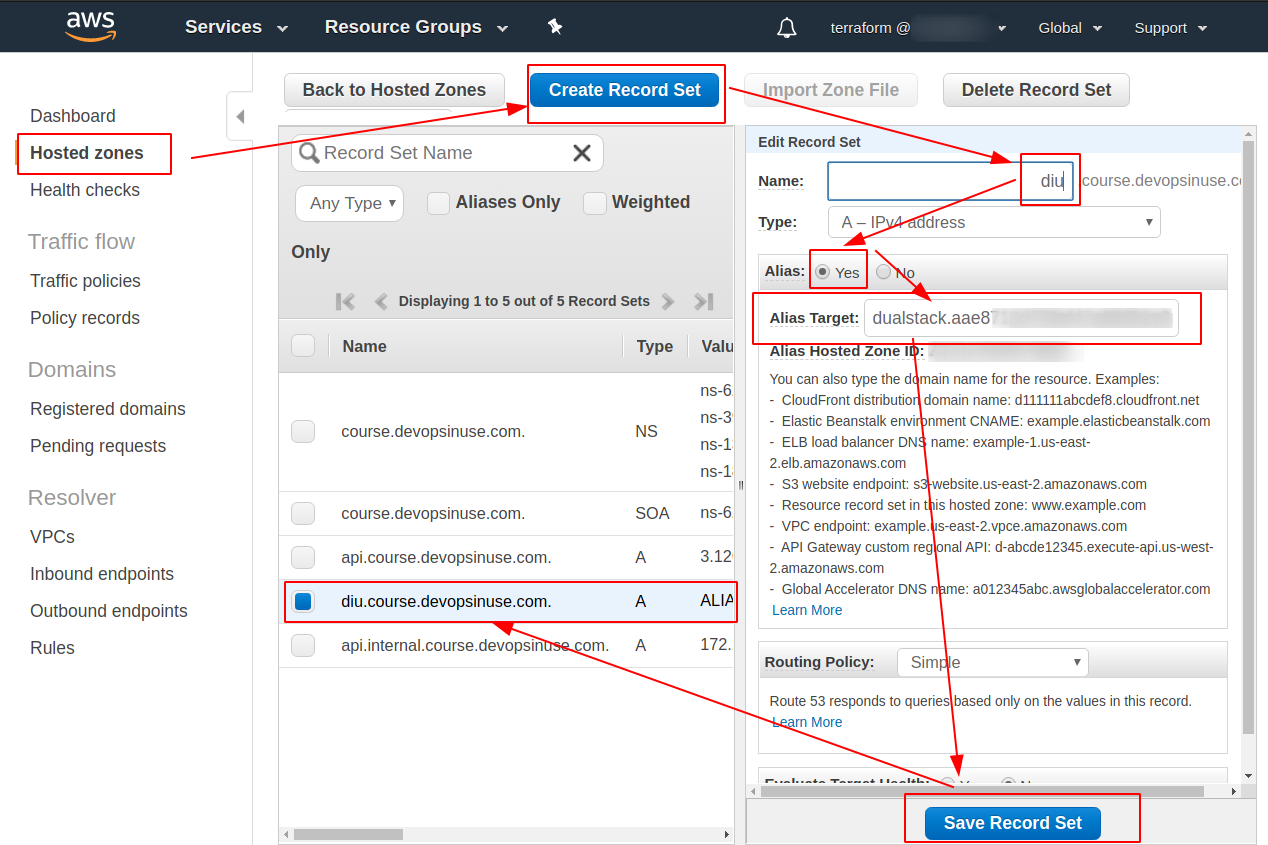 aws
Services
Resource Groups
terraform @
Global
Support
Dashboard
Hosted zones
Health checks
Traffic flow
Traffic policies
Policy records
Domains
Registered domains
Pending requests
Resolver
VPCs
Inbound endpoints
Outbound endpoints
Rules
Back to Hosted Zones
Create Record Set
Import Zone File
Delete Record Set
Record Set Name
Any Type
Aliases Only
Weighted
Only
Displaying 1 to 5 out of 5 Record Sets
Name Type Valu
course.devopsinuse.com. NS
ns-6
ns-3
ns-1
ns-1
course.devopsinuse.com. SOA ns-6
api.course.devopsinuse.com. A 3.12
diu.course.devopsinuse.com. A ALIA
api.internal.course.devopsinuse.com. A 172.
Edit Record Set
Name: diu .course.devopsinuse.c
Type: A – IPv4 address
Alias: Yes No
Alias Target: dualstack.aae87
Alias Hosted Zone ID:
You can also type the domain name for the resource. Examples:
- CloudFront distribution domain name: d111111abcdef8.cloudfront.net
- Elastic Beanstalk environment CNAME: example.elasticbeanstalk.com
- ELB load balancer DNS name: example-1.us-east-
2.elb.amazonaws.com
- S3 website endpoint: s3-website.us-east-2.amazonaws.com
- Resource record set in this hosted zone: www.example.com
- VPC endpoint: example.us-east-2.vpce.amazonaws.com
- API Gateway custom regional API: d-abcde12345.execute-api.us-west-
2.amazonaws.com
- Global Accelerator DNS name: a012345abc.awsglobalaccelerator.com
Learn More
Routing Policy: Simple
Route 53 responds to queries based only on the values in this record.
Learn More
Evaluate Target Health:
Save Record Set